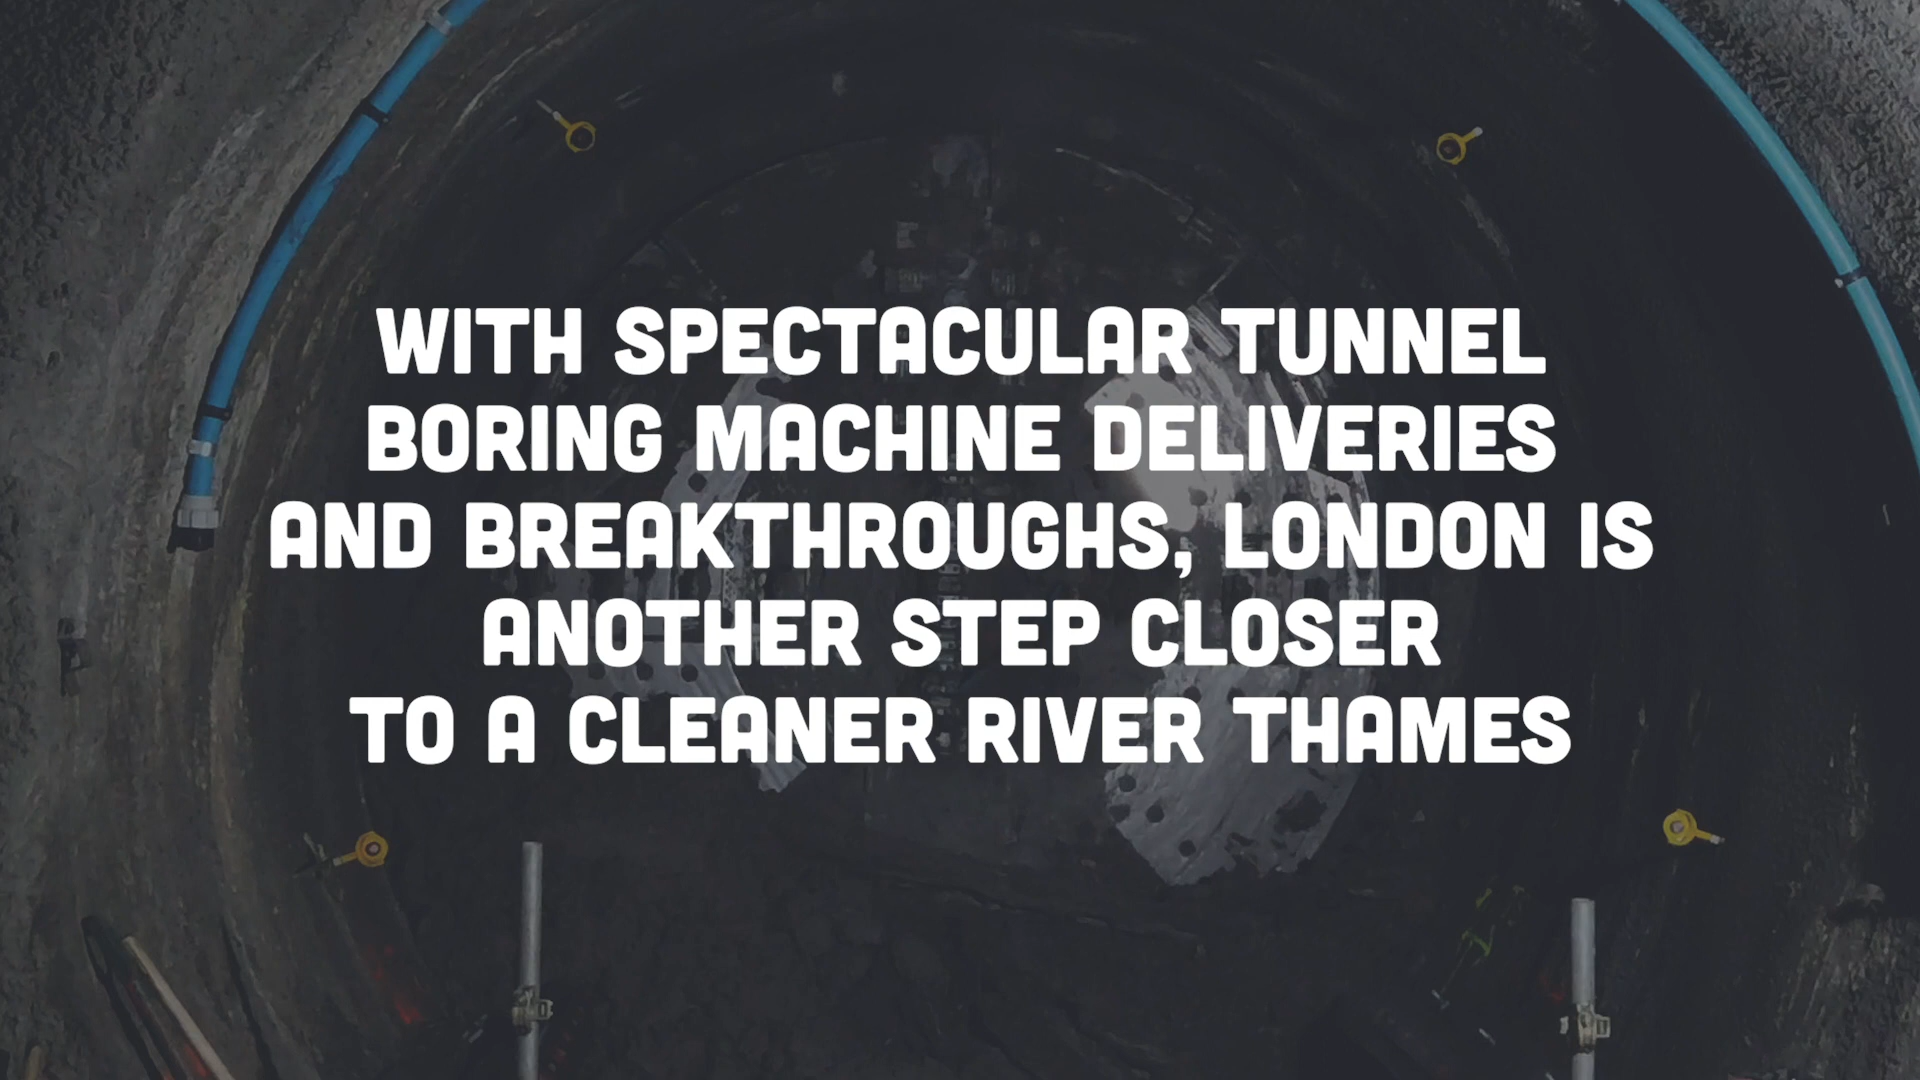 WITH SPECTACULAR TUNNEL
BORING MACHINE DELIVERIES
AND BREAKTHROUGHS, LONDON IS
ANOTHER STEP CLOSER
TO A CLEANER RIVER THAMES